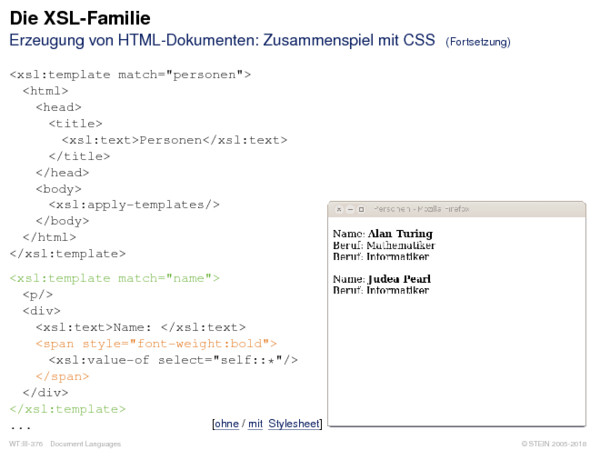 Die XSL-Familie
Erzeugung von HTML-Dokumenten: Zusammenspiel mit CSS (Fortsetzung)
<xsl:template match="personen">
<html>
<head>
<title>
<xsl:text>Personen</xsl:text>
</title>
</head>
<body>
<xsl:apply-templates/>
</body>
</html>
</xsl:template>
<xsl:template match="name">
<p/>
<div>
<xsl:text>Name: </xsl:text>
<span style="font-weight:bold">
<xsl:value-of select="self::*"/>
</span>
</div>
</xsl:template>
...
Personen - Mozilla Firefox
Name: Alan Turing
Beruf: Mathematiker
Beruf: Informatiker
Name: Judea Pearl
Beruf: Informatiker
[ohne / mit Stylesheet]
WT:III-376 Document Languages
© STEIN 2005-2018